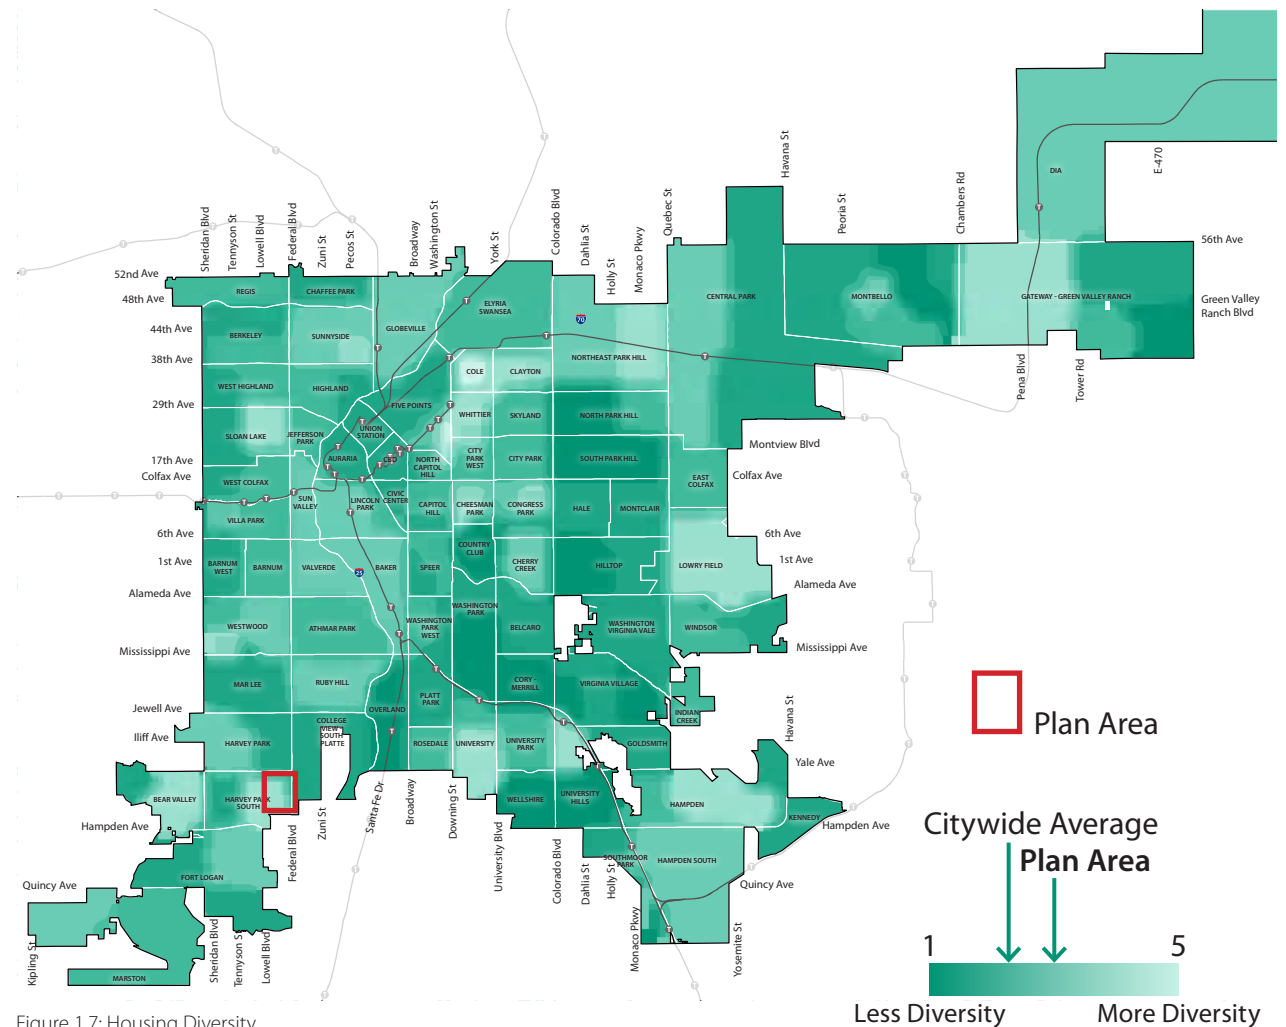 Havana St
Peoria St
Chambers Rd
E-470
DIA
Sheridan Blvd
Tennyson St
Lowell Blvd
Federal Blvd
Zuni St
Pecos St
Broadway
Washington St
York St
Colorado Blvd
Dahlia St
Holly St
Monaco Pkwy
Quebec St
56th Ave
52nd Ave
48th Ave
44th Ave
38th Ave
29th Ave
17th Ave
Colfax Ave
6th Ave
1st Ave
Alameda Ave
Mississippi Ave
Jewell Ave
Iliff Ave
Hampden Ave
Quincy Ave
REGIS
CHAFFEE PARK
BERKELEY
SUNNYSIDE
GLOBEVILLE
ELYRIA
SWANSEA
70
CENTRAL PARK
MONTBELLO
GATEWAY - GREEN VALLEY RANCH
Green Valley
Ranch Blvd
NORTHEAST PARK HILL
COLE
CLAYTON
WEST HIGHLAND
HIGHLAND
FIVE POINTS
WHITTIER
SKYLAND
NORTH PARK HILL
SLOAN LAKE
JEFFERSON
PARK
UNION
STATION
AURARIA
CBD
NORTH
CAPITOL
HILL
CITY
PARK
WEST
CITY PARK
SOUTH PARK HILL
Pena Blvd
Tower Rd
Montview Blvd
Colfax Ave
EAST
COLFAX
WEST COLFAX
SUN
VALLEY
LINCOLN
PARK
CIVIC
CENTER
CAPITOL
HILL
CHEESMAN
PARK
CONGRESS
PARK
HALE
MONTCLAIR
VILLA PARK
6th Ave
1st Ave
Alameda Ave
BARNUM
WEST
BARNUM
VALVERDE
25
BAKER
SPEER
COUNTRY
CLUB
CHERRY
CREEK
HILLTOP
LOWRY FIELD
WESTWOOD
ATHMAR PARK
WASHINGTON
PARK
WEST
WASHINGTON
PARK
BELCARO
WASHINGTON
VIRGINIA VALE
WINDSOR
Mississippi Ave
MAR LEE
RUBY HILL
OVERLAND
PLATT
PARK
CORY -
MERRILL
VIRGINIA VILLAGE
INDIAN
CREEK
Havana St
HARVEY PARK
COLLEGE
VIEW -
SOUTH
PLATTE
ROSEDALE
UNIVERSITY
UNIVERSITY
PARK
GOLDSMITH
Yale Ave
BEAR VALLEY
HARVEY PARK
SOUTH
WELLSHIRE
UNIVERSITY
HILLS
HAMPDEN
KENNEDY
Hampden Ave
Federal Blvd
Zuni St
Santa Fe Dr
Broadway
Downing St
University Blvd
Colorado Blvd
Dahlia St
Holly St
Monaco Pkwy
Yosemite St
SOUTHMOOR
PARK
HAMPDEN SOUTH
Quincy Ave
FORT LOGAN
MARSTON
Kipling St
Sheridan Blvd
Tennyson St
Lowell Blvd
Plan Area
Citywide Average
Plan Area
1
5
Less Diversity
More Diversity
Figure 1.7: Housing Diversity